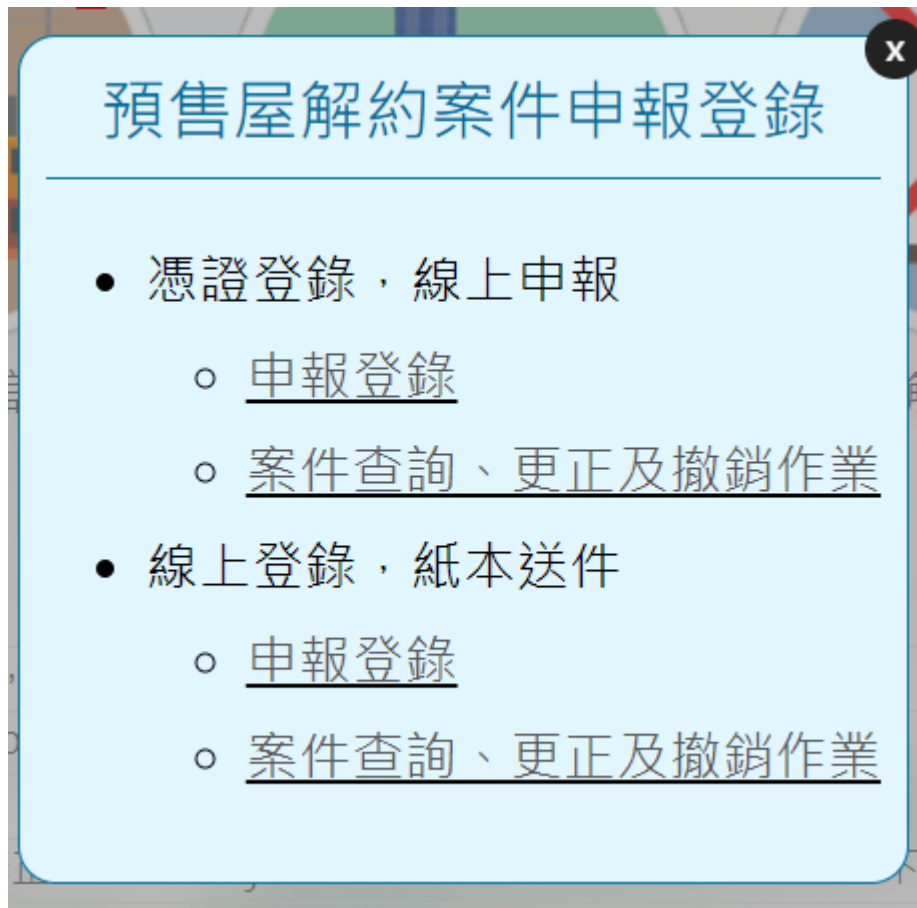 x
預售屋解約案件申報登錄
憑證登錄，線上申報
申報登錄
案件查詢、更正及撤銷作業
線上登錄，紙本送件
申報登錄
案件查詢、更正及撤銷作業